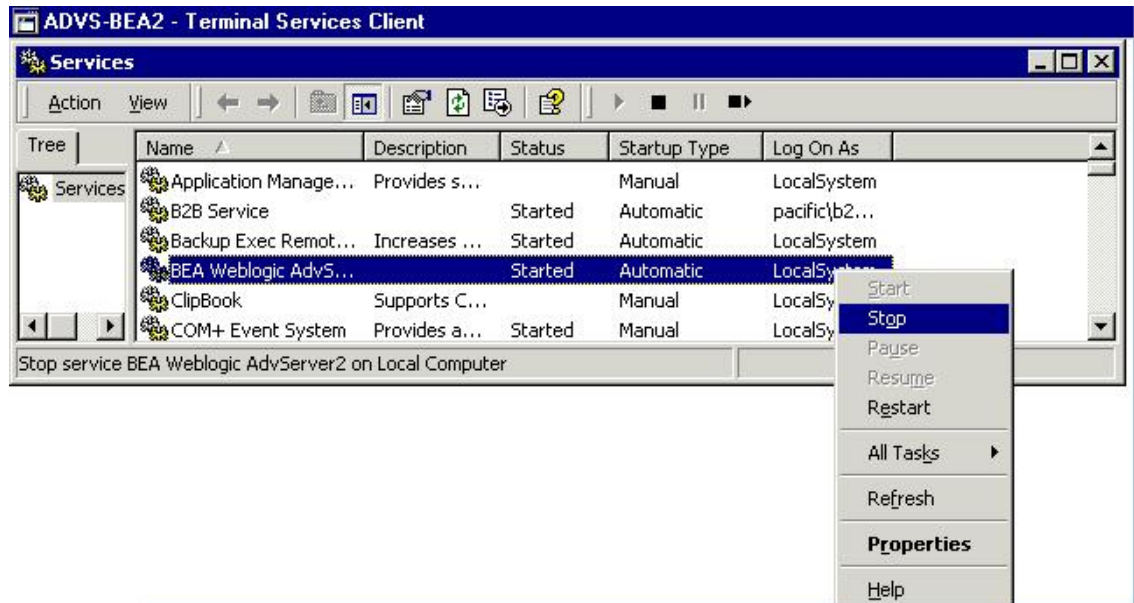 ADVS-BEA2 - Terminal Services Client
Services
Action View
Tree
Name Description Status Startup Type Log On As
Services
Application Manage... Provides s... Manual LocalSystem
B2B Service Started Automatic pacific\b2...
Backup Exec Remot... Increases ... Started Automatic LocalSystem
BEA Weblogic AdvS... Started Automatic
ClipBook Supports C... Manual LocalSy
COM+ Event System Provides a... Started Manual LocalSy
Stop service BEA Weblogic AdvServer2 on Local Computer
Start
Stop
Pause
Resume
Restart
All Tasks
Refresh
Properties
Help